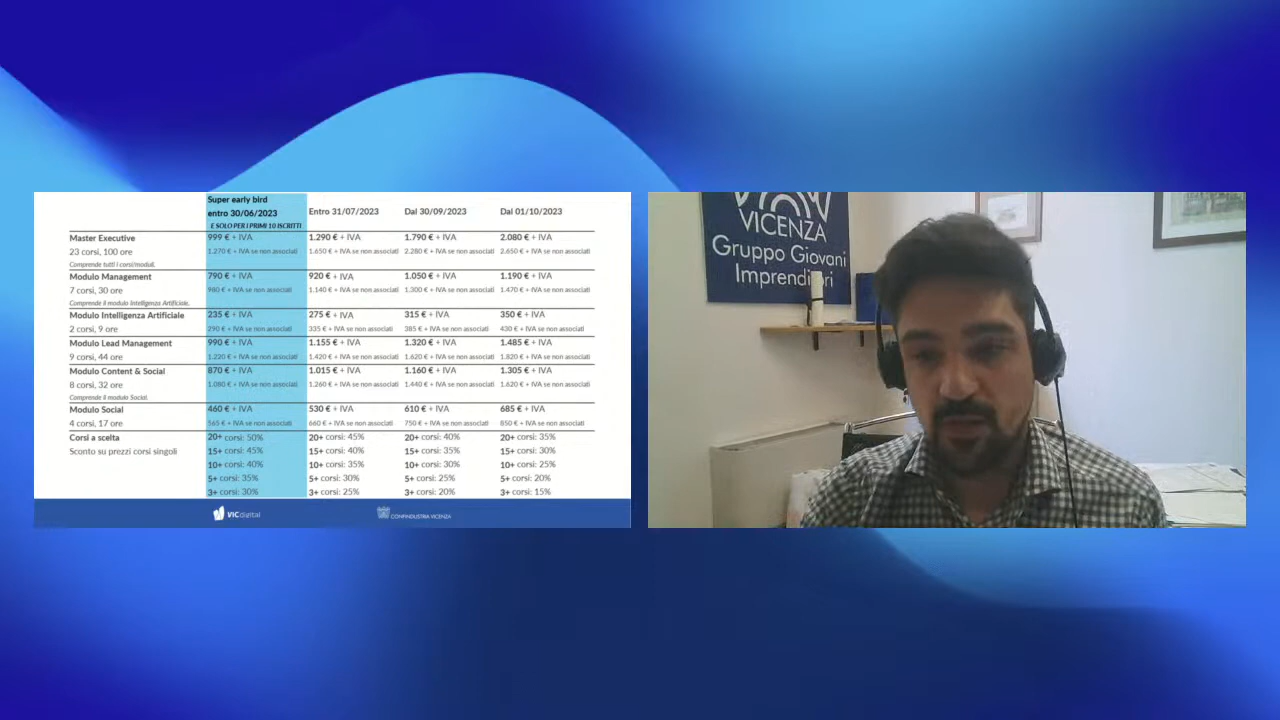 Super early bird
entro 30/06/2023
E SOLO PER I PRIMI 10 ISCRITTI
Entro 31/07/2023
Dal 30/09/2023
Dal 01/10/2023
Master Executive
999 € + IVA
1.290 € + IVA
1.790 € + IVA
2.080 € + IVA
23 corsi, 100 ore
1.270 € + IVA se non associati
1.650 € + IVA se non associati
2.280 € + IVA se non associati
2.650 € + IVA se non associati
Comprende tutti i corsi/moduli.
Modulo Management
790 € + IVA
920 € + IVA
1.050 € + IVA
1.190 € + IVA
7 corsi, 30 ore
980 € + IVA se non associati
1.140 € + IVA se non associati
1.300 € + IVA se non associati
1.470 € + IVA se non associati
Comprende il modulo Intelligenza Artificiale.
Modulo Intelligenza Artificiale
235 € + IVA
275 € + IVA
315 € + IVA
350 € + IVA
2 corsi, 9 ore
290 € + IVA se non associati
335 € + IVA se non associati
385 € + IVA se non associati
430 € + IVA se non associati
Modulo Lead Management
990 € + IVA
1.155 € + IVA
1.320 € + IVA
1.485 € + IVA
9 corsi, 44 ore
1.220 € + IVA se non associati
1.420 € + IVA se non associati
1.620 € + IVA se non associati
1.820 € + IVA se non associati
Modulo Content & Social
870 € + IVA
1.015 € + IVA
1.160 € + IVA
1.305 € + IVA
8 corsi, 32 ore
1.080 € + IVA se non associati
1.260 € + IVA se non associati
1.440 € + IVA se non associati
1.620 € + IVA se non associati
Comprende il modulo Social.
Modulo Social
460 € + IVA
530 € + IVA
610 € + IVA
685 € + IVA
4 corsi, 17 ore
565 € + IVA se non associati
660 € + IVA se non associati
750 € + IVA se non associati
850 € + IVA se non associati
Corsi a scelta
20+ corsi: 50%
20+ corsi: 45%
20+ corsi: 40%
20+ corsi: 35%
Sconto su prezzi corsi singoli
15+ corsi: 45%
15+ corsi: 40%
15+ corsi: 35%
15+ corsi: 30%
10+ corsi: 40%
10+ corsi: 35%
10+ corsi: 30%
10+ corsi: 25%
5+ corsi: 35%
5+ corsi: 30%
5+ corsi: 25%
5+ corsi: 20%
3+ corsi: 30%
3+ corsi: 25%
3+ corsi: 20%
3+ corsi: 15%
VICdigital
CONFINDUSTRIA VICENZA
VICENZA
Gruppo Giovani
Imprenditori